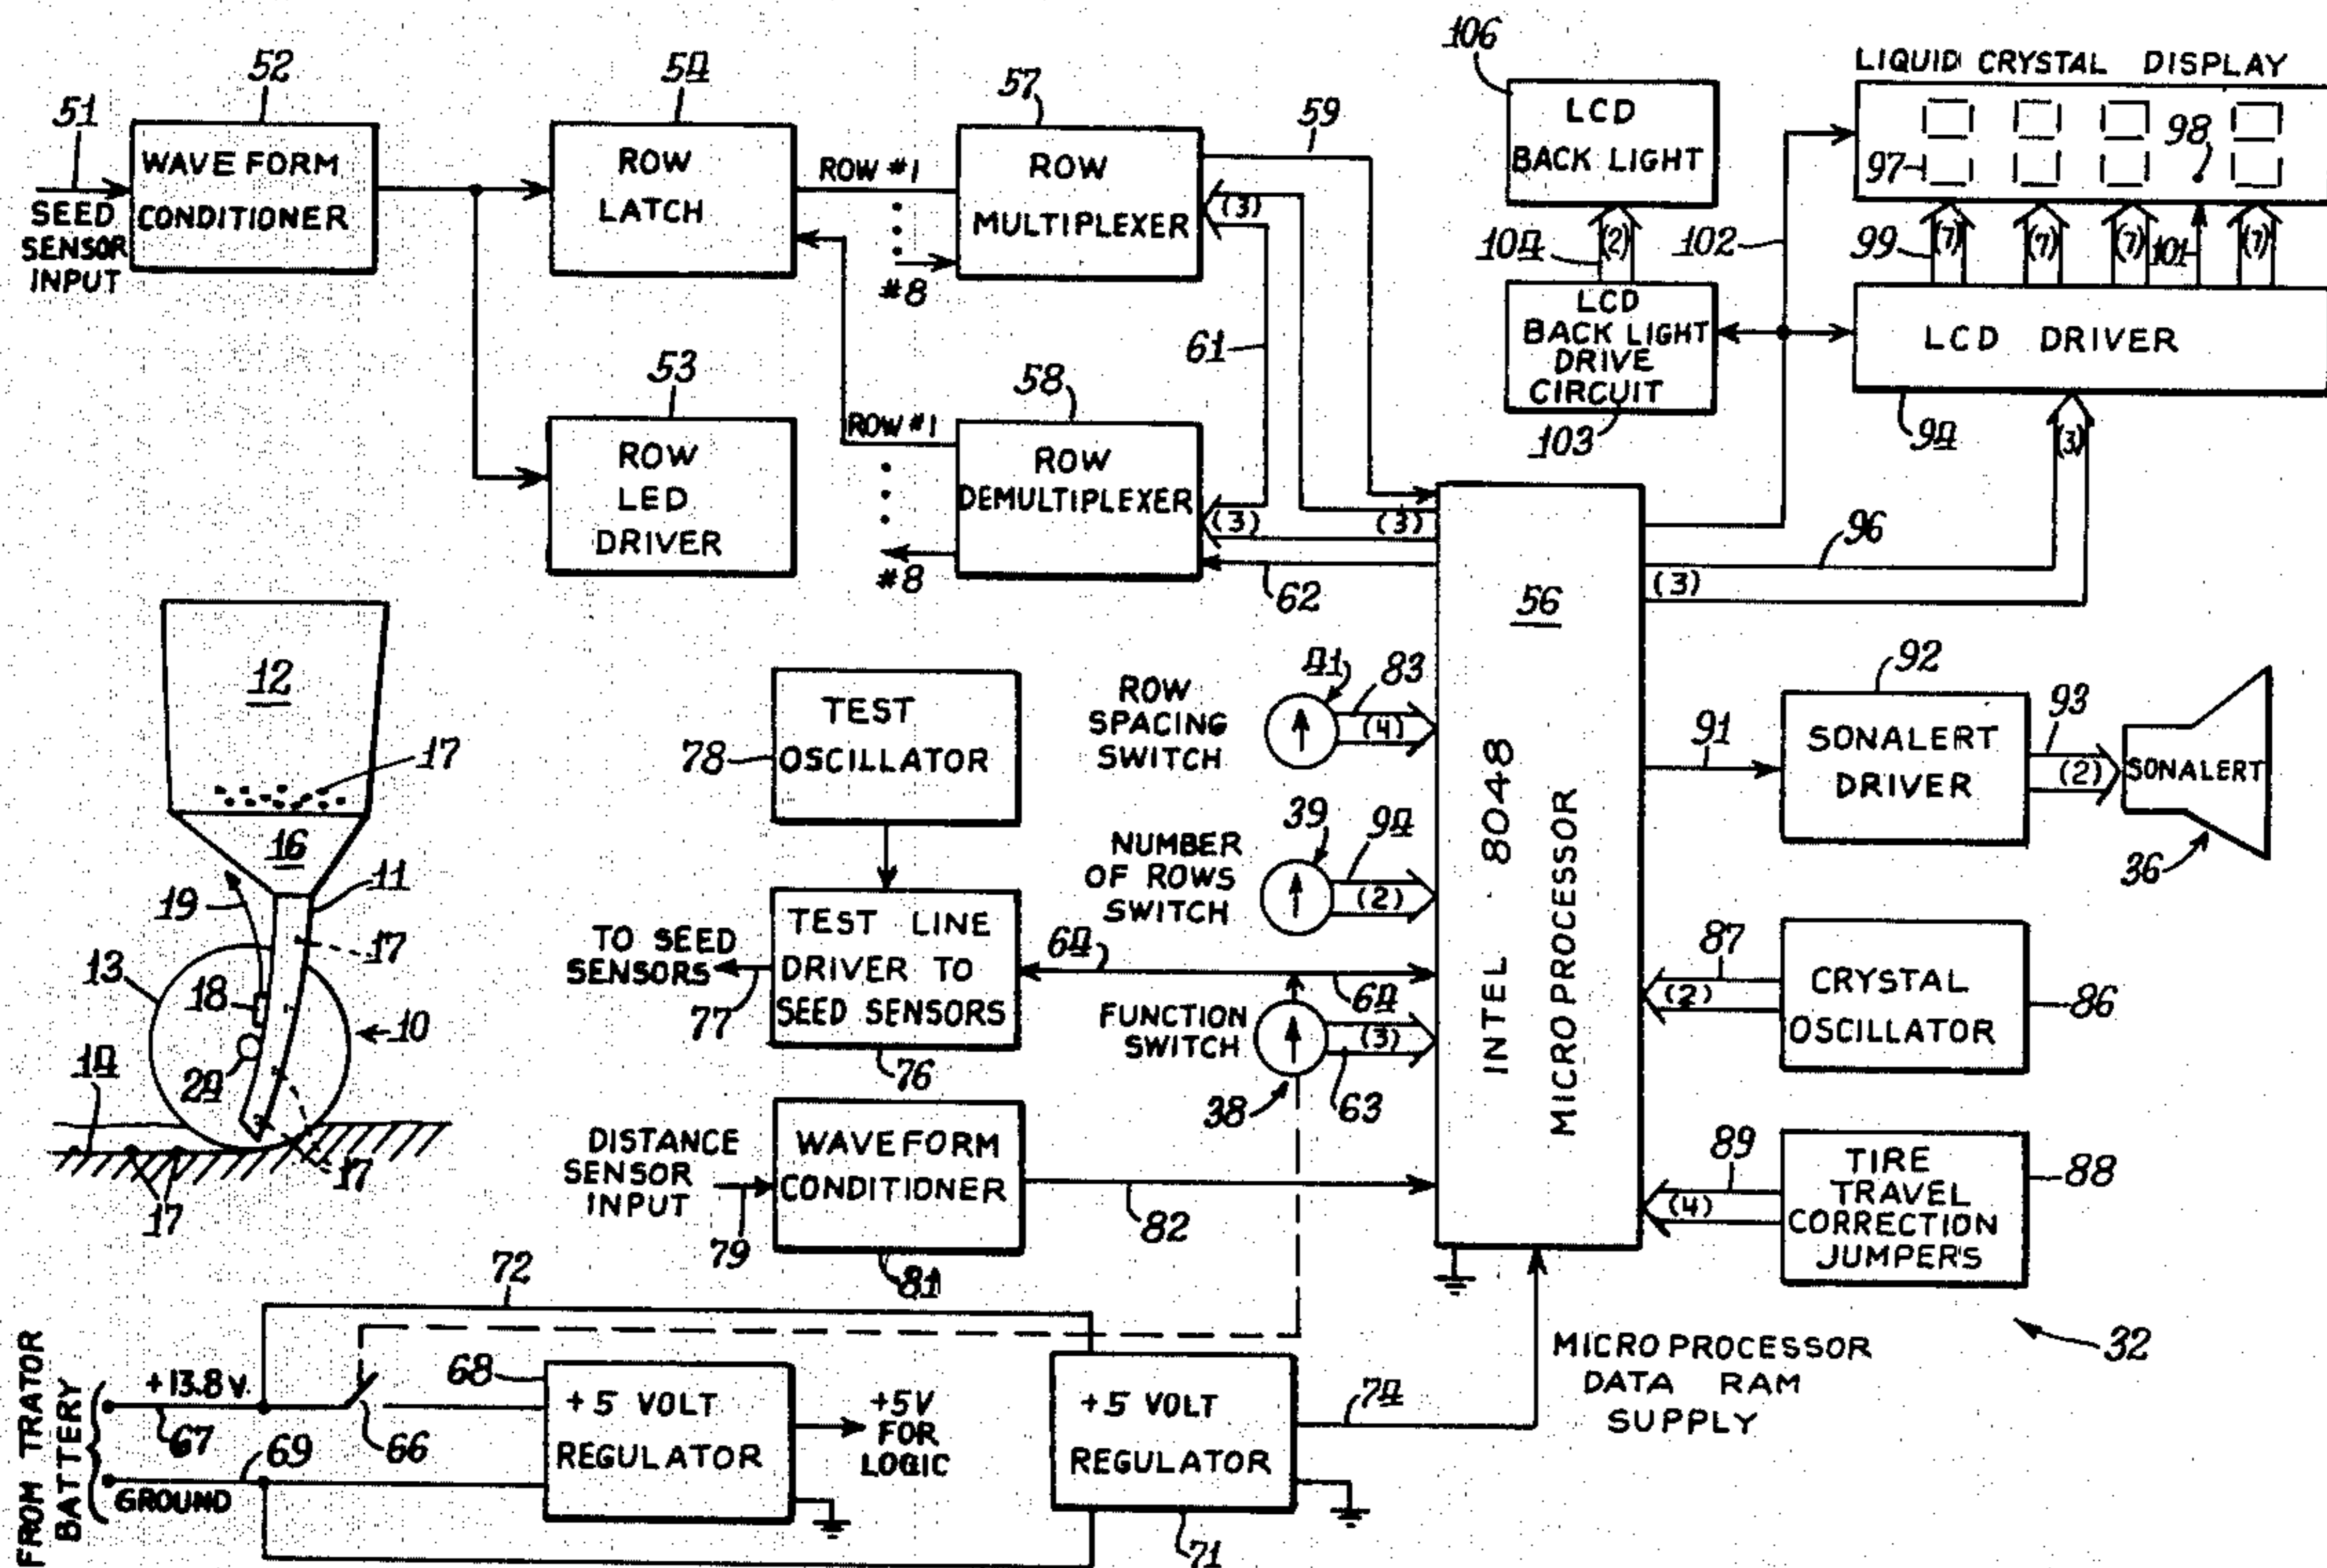 106
LIQUID CRYSTAL DISPLAY
52
54
57
59
LCD
BACK LIGHT
51
WAVE FORM
CONDITIONER
ROW
LATCH
ROW #1
#8
ROW
MULTIPLEXER
(3)
97
98
SEED
SENSOR
INPUT
104
(2)
102
99
(7)
(7)
(7)
101
(7)
LCD
BACK LIGHT
DRIVE
CIRCUIT
LCD DRIVER
61
53
58
103
94
(3)
ROW
LED
DRIVER
ROW #1
#8
ROW
DEMULTIPLEXER
(3)
(3)
62
96
(3)
56
INTEL 8048
MICROPROCESSOR
12
17
16
11
19
17
13
18
10
24
14
17
17
TEST
OSCILLATOR
78
ROW
SPACING
SWITCH
41
83
(4)
91
92
SONALERT
DRIVER
93
(2)
SONALERT
36
NUMBER
OF ROWS
SWITCH
39
94
(2)
TO SEED
SENSORS
77
TEST LINE
DRIVER TO
SEED SENSORS
76
64
64
FUNCTION
SWITCH
(3)
38
63
87
(2)
CRYSTAL
OSCILLATOR
86
DISTANCE
SENSOR
INPUT
79
WAVEFORM
CONDITIONER
81
82
89
(4)
TIRE
TRAVEL
CORRECTION
JUMPER'S
88
32
72
FROM TRATOR
BATTERY
+13.8 V.
67
66
69
GROUND
68
+5 VOLT
REGULATOR
+5V
FOR
LOGIC
+5 VOLT
REGULATOR
71
74
MICROPROCESSOR
DATA RAM
SUPPLY